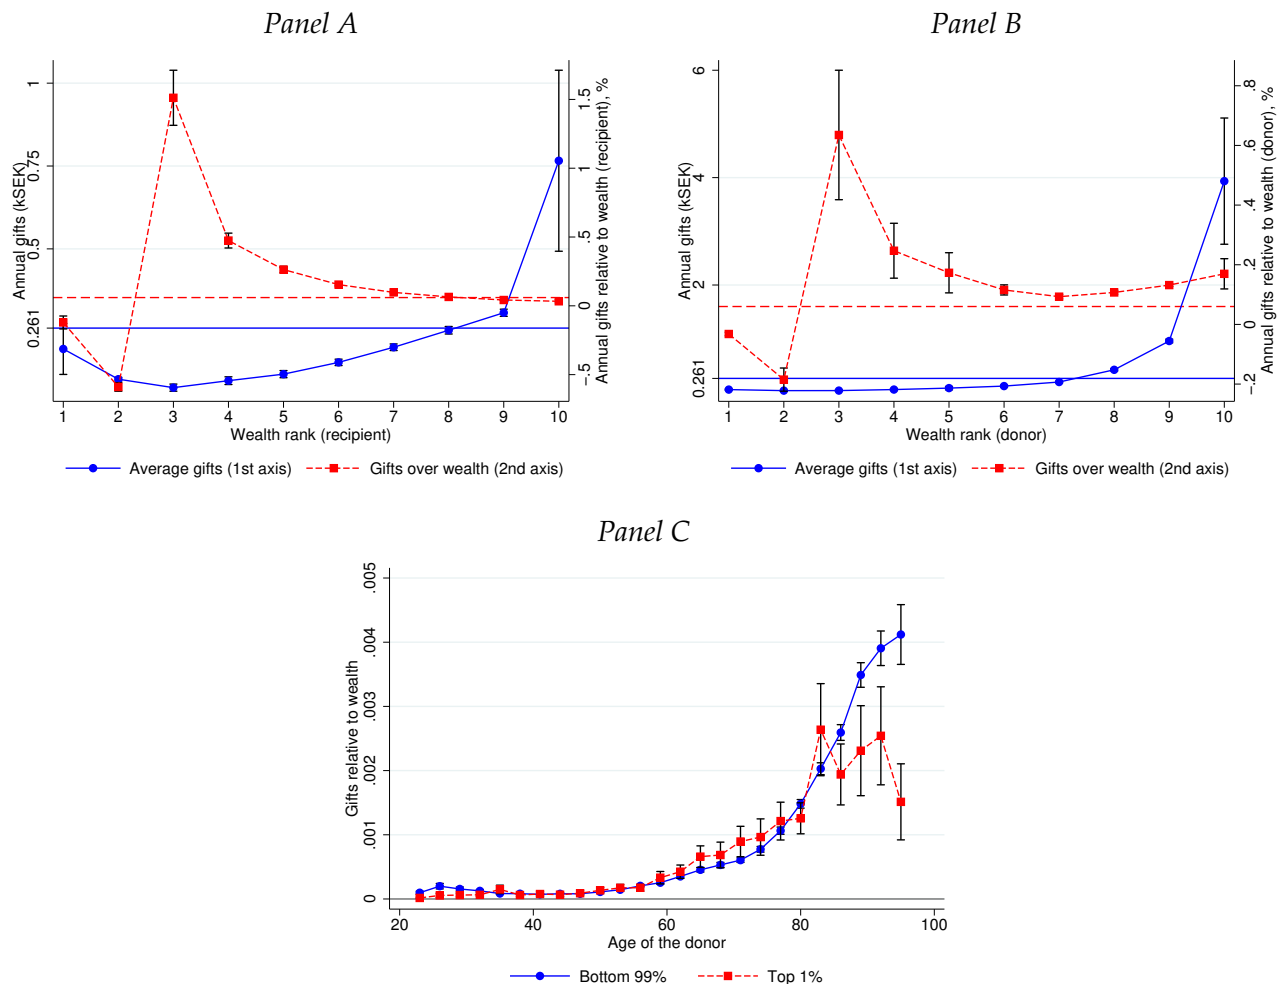 Panel A
Annual gifts (kSEK)
0.261 0.5 0.75 1
Annual gifts relative to wealth (recipient), %
-.5 0 .5 1 1.5
1 2 3 4 5 6 7 8 9 10
Wealth rank (recipient)
Average gifts (1st axis) Gifts over wealth (2nd axis)
Panel B
Annual gifts (kSEK)
0.261 2 4 6
Annual gifts relative to wealth (donor), %
-.2 0 .2 .4 .6 .8
1 2 3 4 5 6 7 8 9 10
Wealth rank (donor)
Average gifts (1st axis) Gifts over wealth (2nd axis)
Panel C
Gifts relative to wealth
0 .001 .002 .003 .004 .005
20 40 60 80 100
Age of the donor
Bottom 99% Top 1%